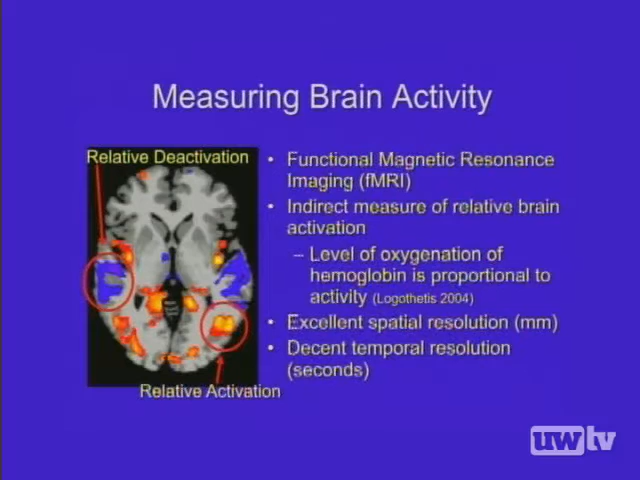 Measuring Brain Activity
Relative Deactivation
• Functional Magnetic Resonance
Imaging (fMRI)
• Indirect measure of relative brain
activation
– Level of oxygenation of
hemoglobin is proportional to
activity (Logothetis 2004)
• Excellent spatial resolution (mm)
• Decent temporal resolution
(seconds)
Relative Activation
uwtv